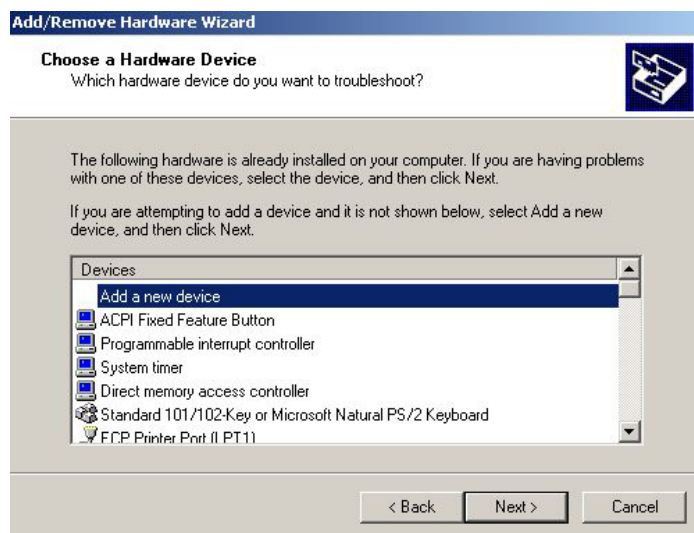 Add/Remove Hardware Wizard
Choose a Hardware Device
Which hardware device do you want to troubleshoot?
The following hardware is already installed on your computer. If you are having problems
with one of these devices, select the device, and then click Next.
If you are attempting to add a device and it is not shown below, select Add a new
device, and then click Next.
Devices
Add a new device
ACPI Fixed Feature Button
Programmable interrupt controller
System timer
Direct memory access controller
Standard 101/102-Key or Microsoft Natural PS/2 Keyboard
ECP Printer Port (LPT1)
< Back Next > Cancel